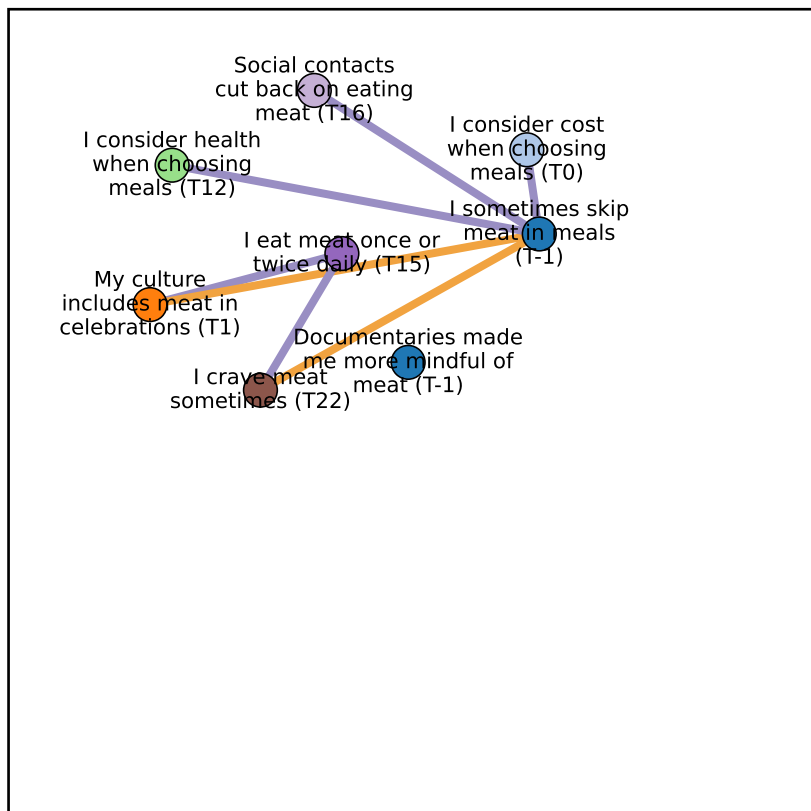 Social contacts
cut back on eating
meat (T16)
I consider cost
when choosing
meals (T0)
I consider health
when choosing
meals (T12)
I sometimes skip
meat in meals
(T-1)
I eat meat once or
twice daily (T15)
My culture
includes meat in
celebrations (T1)
Documentaries made
me more mindful of
meat (T-1)
I crave meat
sometimes (T22)